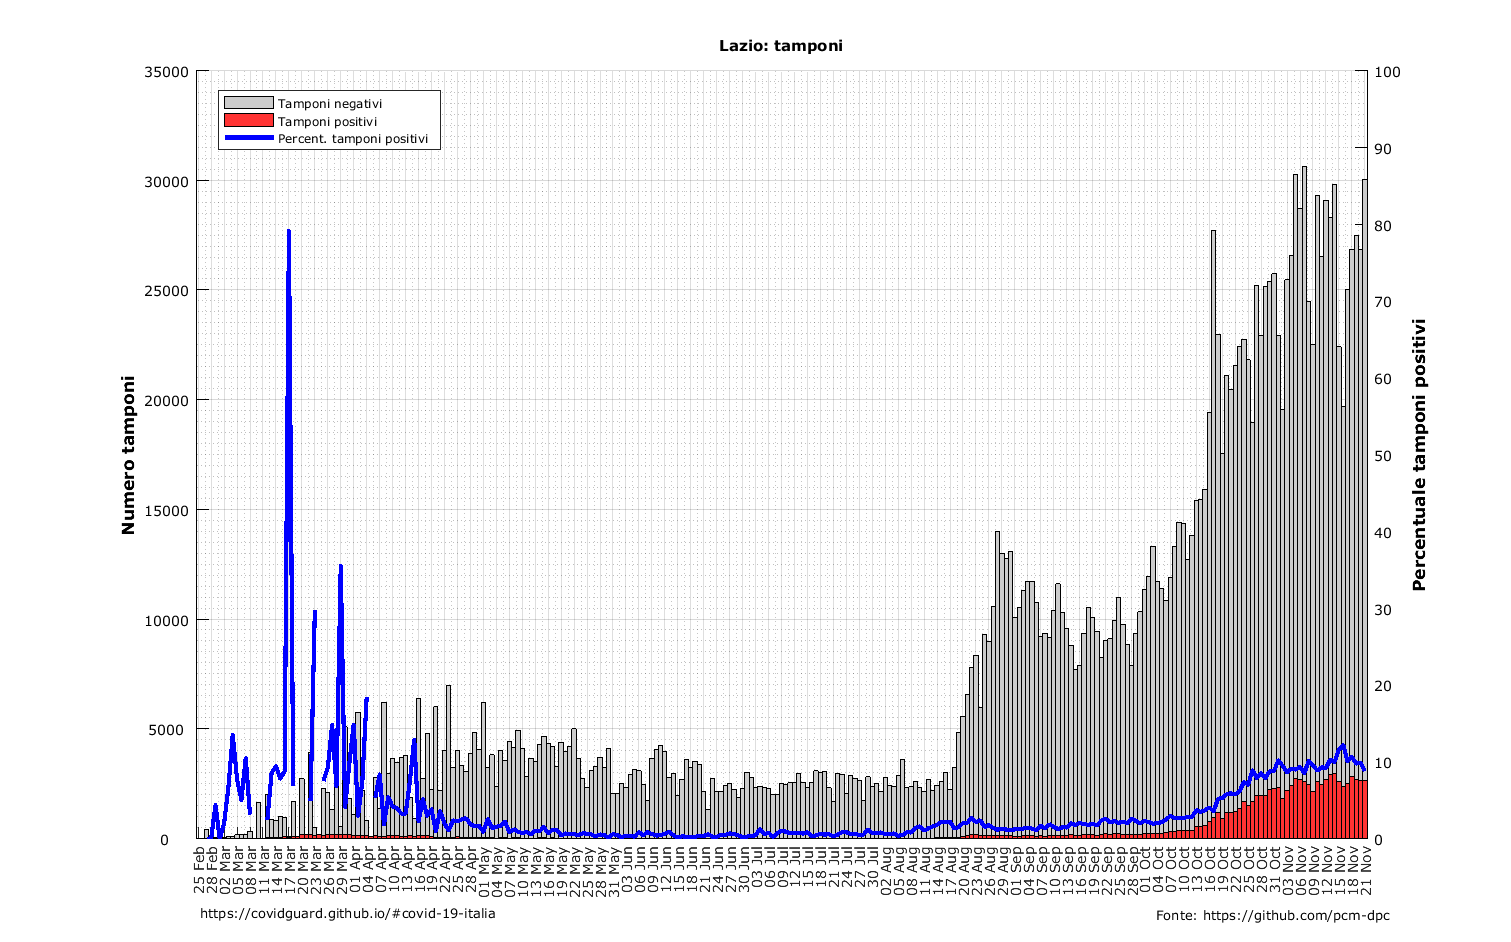 Lazio: tamponi
Tamponi negativi
Tamponi positivi
Percent. tamponi positivi
Numero tamponi
35000
30000
25000
20000
15000
10000
5000
0
Percentuale tamponi positivi
100
90
80
70
60
50
40
30
20
10
0
25 Feb
28 Feb
02 Mar
05 Mar
08 Mar
11 Mar
14 Mar
17 Mar
20 Mar
23 Mar
26 Mar
29 Mar
01 Apr
04 Apr
07 Apr
10 Apr
13 Apr
16 Apr
19 Apr
22 Apr
25 Apr
28 Apr
01 May
04 May
07 May
10 May
13 May
16 May
19 May
22 May
25 May
28 May
31 May
03 Jun
06 Jun
09 Jun
12 Jun
15 Jun
18 Jun
21 Jun
24 Jun
27 Jun
30 Jun
03 Jul
06 Jul
09 Jul
12 Jul
15 Jul
18 Jul
21 Jul
24 Jul
27 Jul
30 Jul
02 Aug
05 Aug
08 Aug
11 Aug
14 Aug
17 Aug
20 Aug
23 Aug
26 Aug
29 Aug
01 Sep
04 Sep
07 Sep
10 Sep
13 Sep
16 Sep
19 Sep
22 Sep
25 Sep
28 Sep
01 Oct
04 Oct
07 Oct
10 Oct
13 Oct
16 Oct
19 Oct
22 Oct
25 Oct
28 Oct
31 Oct
03 Nov
06 Nov
09 Nov
12 Nov
15 Nov
18 Nov
21 Nov
https://covidguard.github.io/#covid-19-italia
Fonte: https://github.com/pcm-dpc